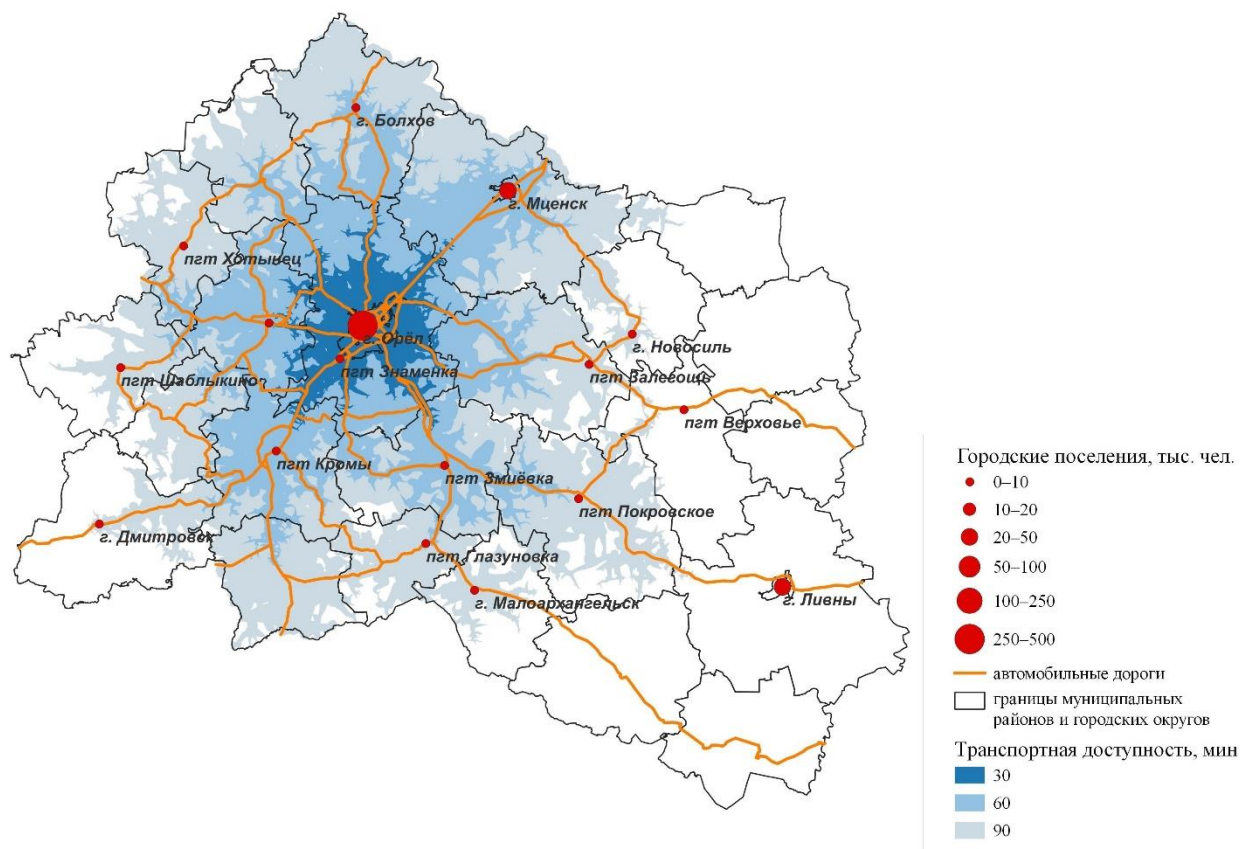 г. Болхов
г. Мценск
пгт Хотынец
г. Орёл
г. Новосиль
пгт Знаменка
пгт Залегощь
пгт Шаблыкино
пгт Верховье
пгт Кромы
пгт Змиёвка
пгт Покровское
г. Дмитровск
пгт Глазуновка
г. Малоархангельск
г. Ливны
Городские поселения, тыс. чел.
0–10
10–20
20–50
50–100
100–250
250–500
автомобильные дороги
границы муниципальных
районов и городских округов
Транспортная доступность, мин
30
60
90